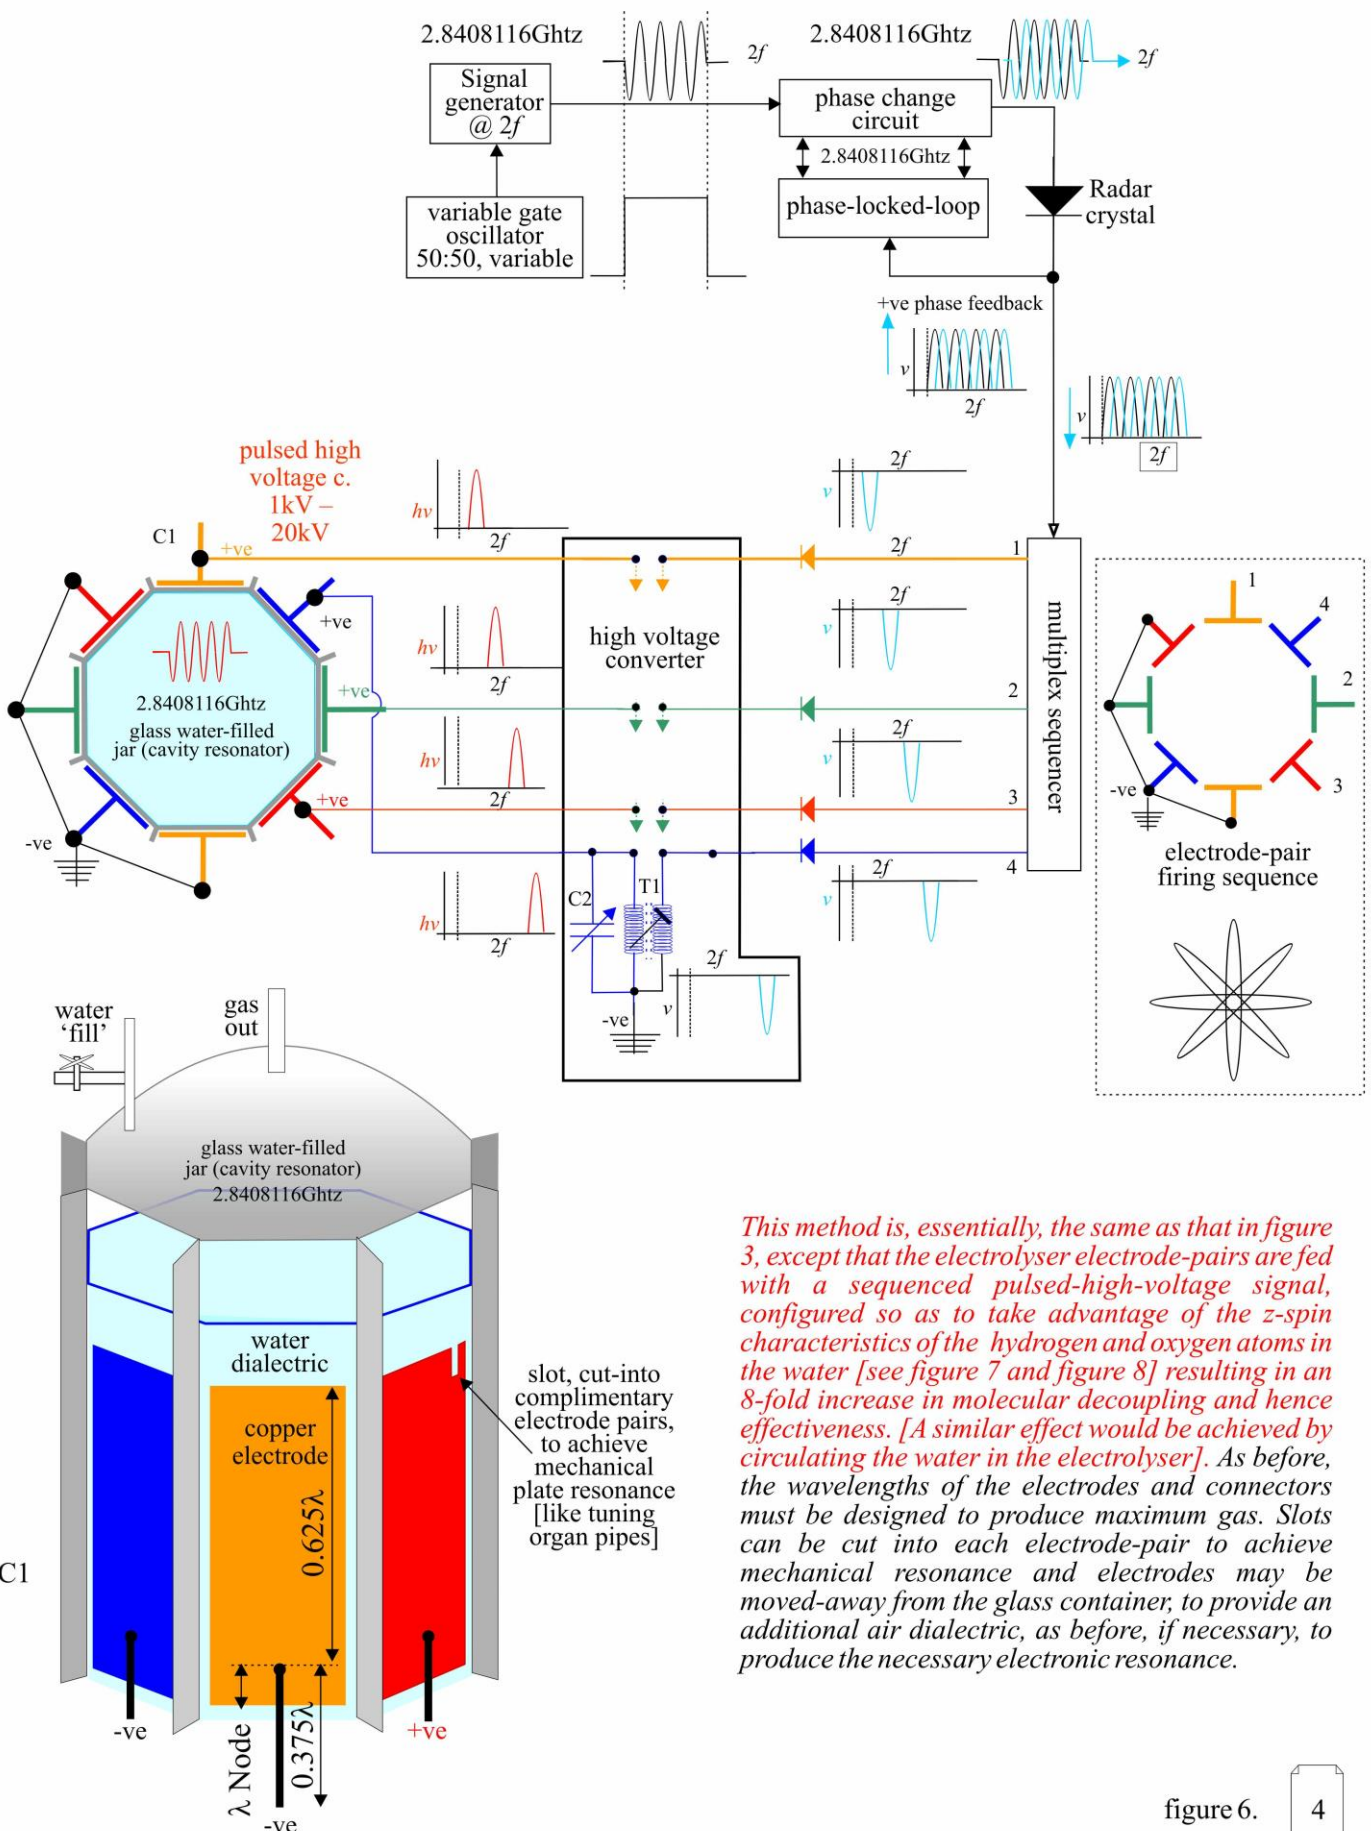 2.8408116Ghtz
2f
2.8408116Ghtz
2f
Signal
generator
@ 2f
phase change
circuit
2.8408116Ghtz
variable gate
oscillator
50:50, variable
phase-locked-loop
Radar
crystal
+ve phase feedback
v
2f
v
2f
pulsed high
voltage c.
1kV –
20kV
C1
+ve
+ve
+ve
+ve
-ve
2.8408116Ghtz
glass water-filled
jar (cavity resonator)
hv
2f
hv
2f
hv
2f
hv
2f
high voltage
converter
C2
T1
-ve
v
2f
2f
v
2f
2f
v
2f
v
2f
v
1
2
3
4
multiplex sequencer
1
4
2
3
-ve
electrode-pair
firing sequence
water
‘fill’
gas
out
glass water-filled
jar (cavity resonator)
2.8408116Ghtz
water
dialectric
copper
electrode
0.625λ
C1
-ve
λ Node
0.375λ
-ve
+ve
slot, cut-into
complimentary
electrode pairs,
to achieve
mechanical
plate resonance
[like tuning
organ pipes]
This method is, essentially, the same as that in figure
3, except that the electrolyser electrode-pairs are fed
with a sequenced pulsed-high-voltage signal,
configured so as to take advantage of the z-spin
characteristics of the hydrogen and oxygen atoms in
the water [see figure 7 and figure 8] resulting in an
8-fold increase in molecular decoupling and hence
effectiveness. [A similar effect would be achieved by
circulating the water in the electrolyser]. As before,
the wavelengths of the electrodes and connectors
must be designed to produce maximum gas. Slots
can be cut into each electrode-pair to achieve
mechanical resonance and electrodes may be
moved-away from the glass container, to provide an
additional air dialectric, as before, if necessary, to
produce the necessary electronic resonance.
figure 6.
4